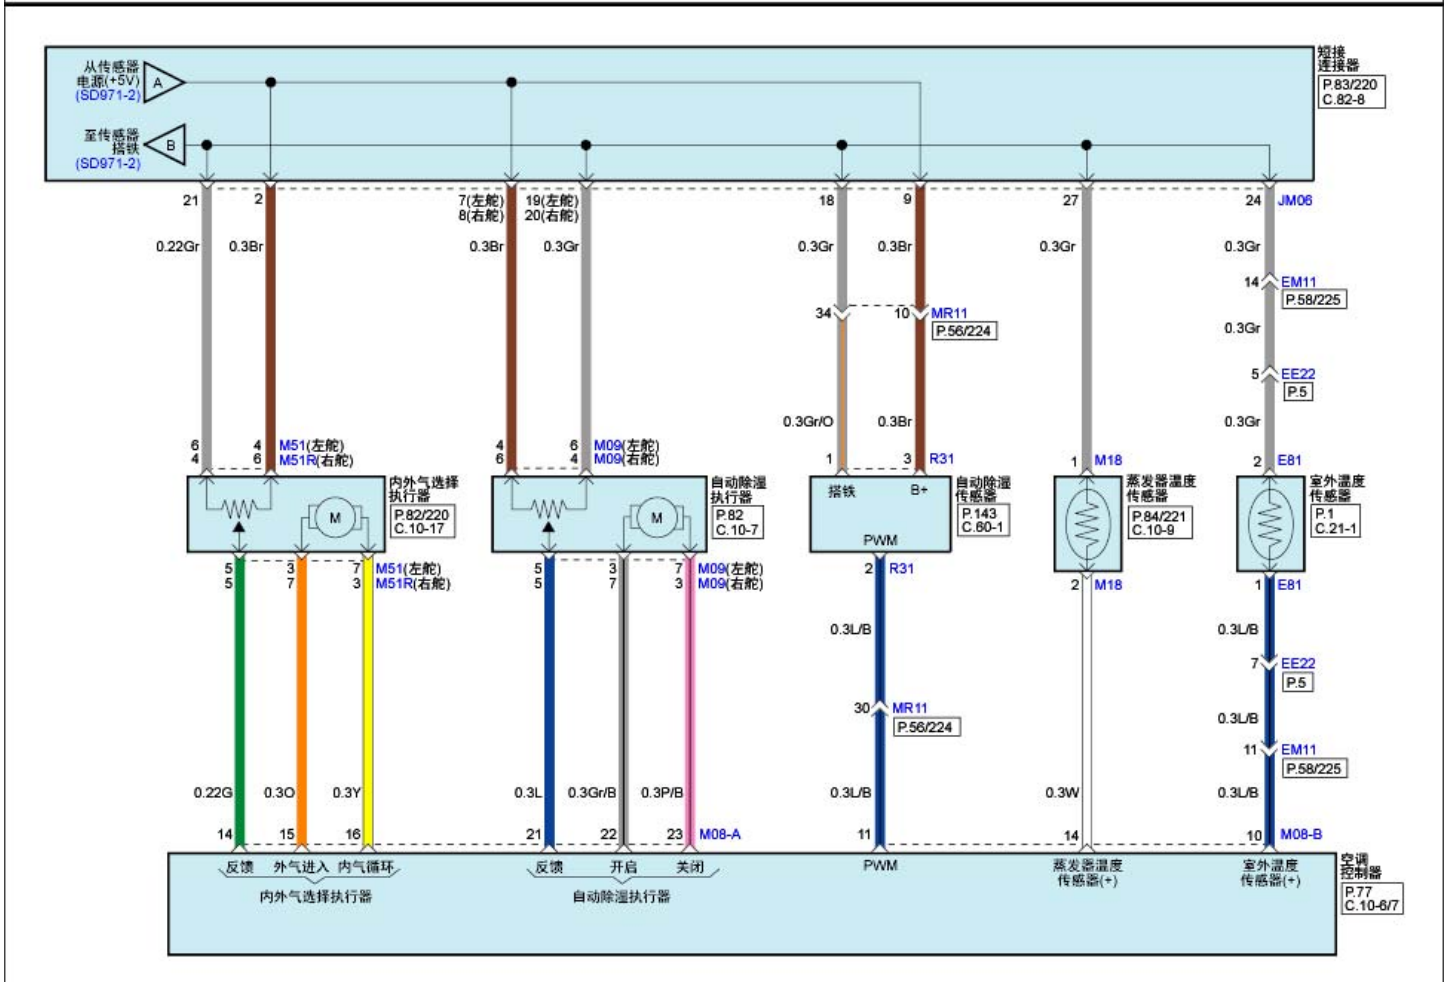 从传感器
电源(+5V)
(SD971-2)
A
至传感器
搭铁
(SD971-2)
B
短接
连接器
P.83/220
C.82-8
21
2
7(左舵)
8(右舵)
19(左舵)
20(右舵)
18
9
27
24
JM06
0.22Gr
0.3Br
0.3Br
0.3Gr
0.3Gr
0.3Br
0.3Gr
0.3Gr
14
EM11
P.58/225
34
10
MR11
P.56/224
0.3Gr
5
EE22
P.5
0.3Gr/O
0.3Br
0.3Gr
6
4
4
6
M51(左舵)
M51R(右舵)
4
6
6
4
M09(左舵)
M09(右舵)
1
3
R31
1
M18
2
E81
内外气选择
执行器
P.82/220
C.10-17
M
自动除湿
执行器
P.82
C.10-7
M
搭铁
B+
PWM
自动除湿
传感器
P.143
C.60-1
蒸发器温度
传感器
P.84/221
C.10-9
室外温度
传感器
P.1
C.21-1
5
5
3
7
7
3
M51(左舵)
M51R(右舵)
5
5
3
7
7
3
M09(左舵)
M09(右舵)
2
R31
2
M18
1
E81
0.3L/B
0.3L/B
7
EE22
P.5
30
MR11
P.56/224
0.3L/B
11
EM11
P.58/225
0.22G
0.3O
0.3Y
0.3L
0.3Gr/B
0.3P/B
0.3L/B
0.3W
0.3L/B
14
15
16
21
22
23
M08-A
11
14
10
M08-B
反馈
外气进入
内气循环
内外气选择执行器
反馈
开启
关闭
自动除湿执行器
PWM
蒸发器温度
传感器(+)
室外温度
传感器(+)
空调
控制器
P.77
C.10-6/7